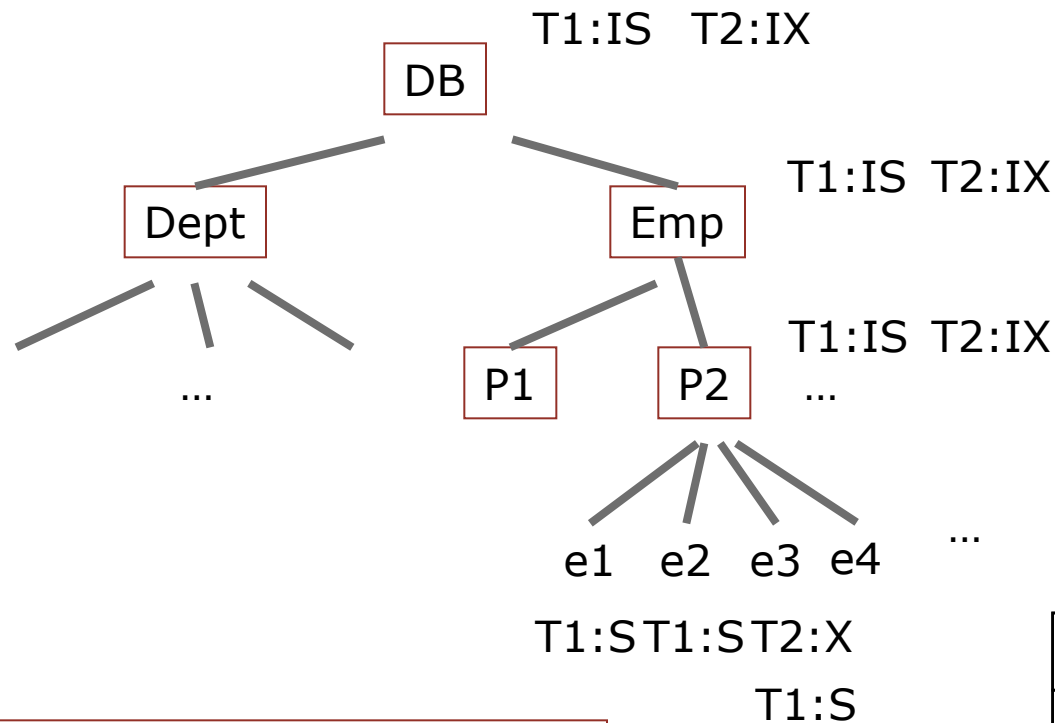 T1:IS T2:IX
DB
T1:IS T2:IX
Dept Emp
T1:IS T2:IX
… P1 P2 …
e1 e2 e3 e4 …
T1:S T1:S T2:X
T1:S